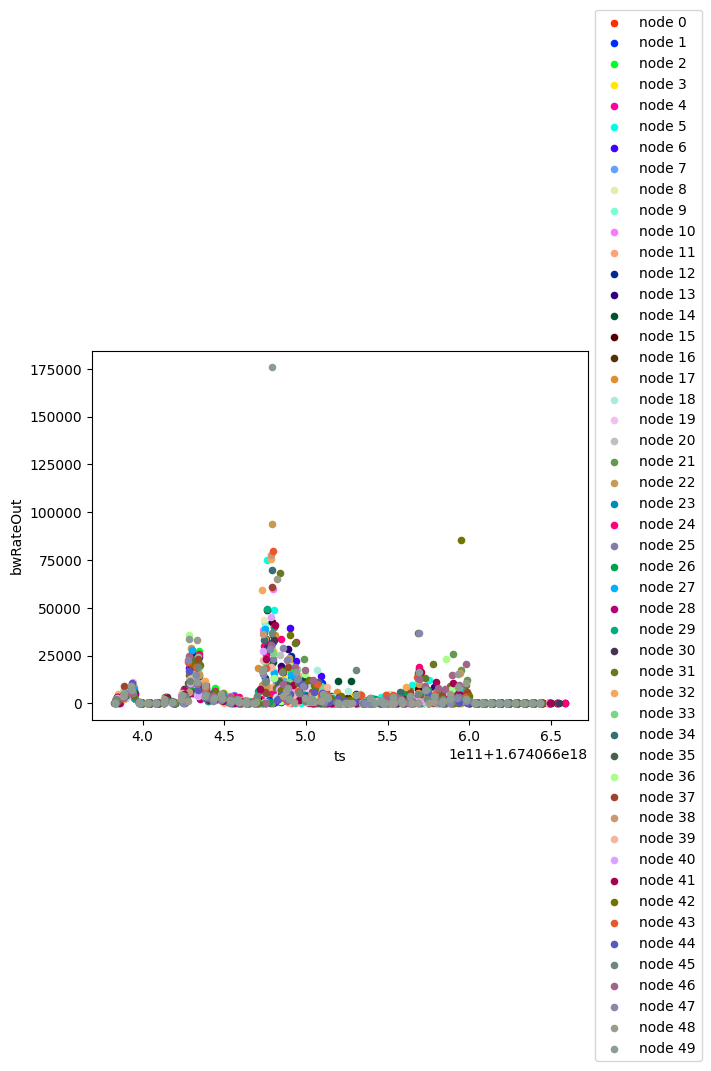 node 0
node 1
node 2
node 3
node 4
node 5
node 6
node 7
node 8
node 9
node 10
node 11
node 12
node 13
node 14
node 15
node 16
node 17
node 18
node 19
node 20
node 21
node 22
node 23
node 24
node 25
node 26
node 27
node 28
node 29
node 30
node 31
node 32
node 33
node 34
node 35
node 36
node 37
node 38
node 39
node 40
node 41
node 42
node 43
node 44
node 45
node 46
node 47
node 48
node 49
bwRateOut
175000
150000
125000
100000
75000
50000
25000
0
4.0 4.5 5.0 5.5 6.0 6.5
1e11+1.674066e18
ts